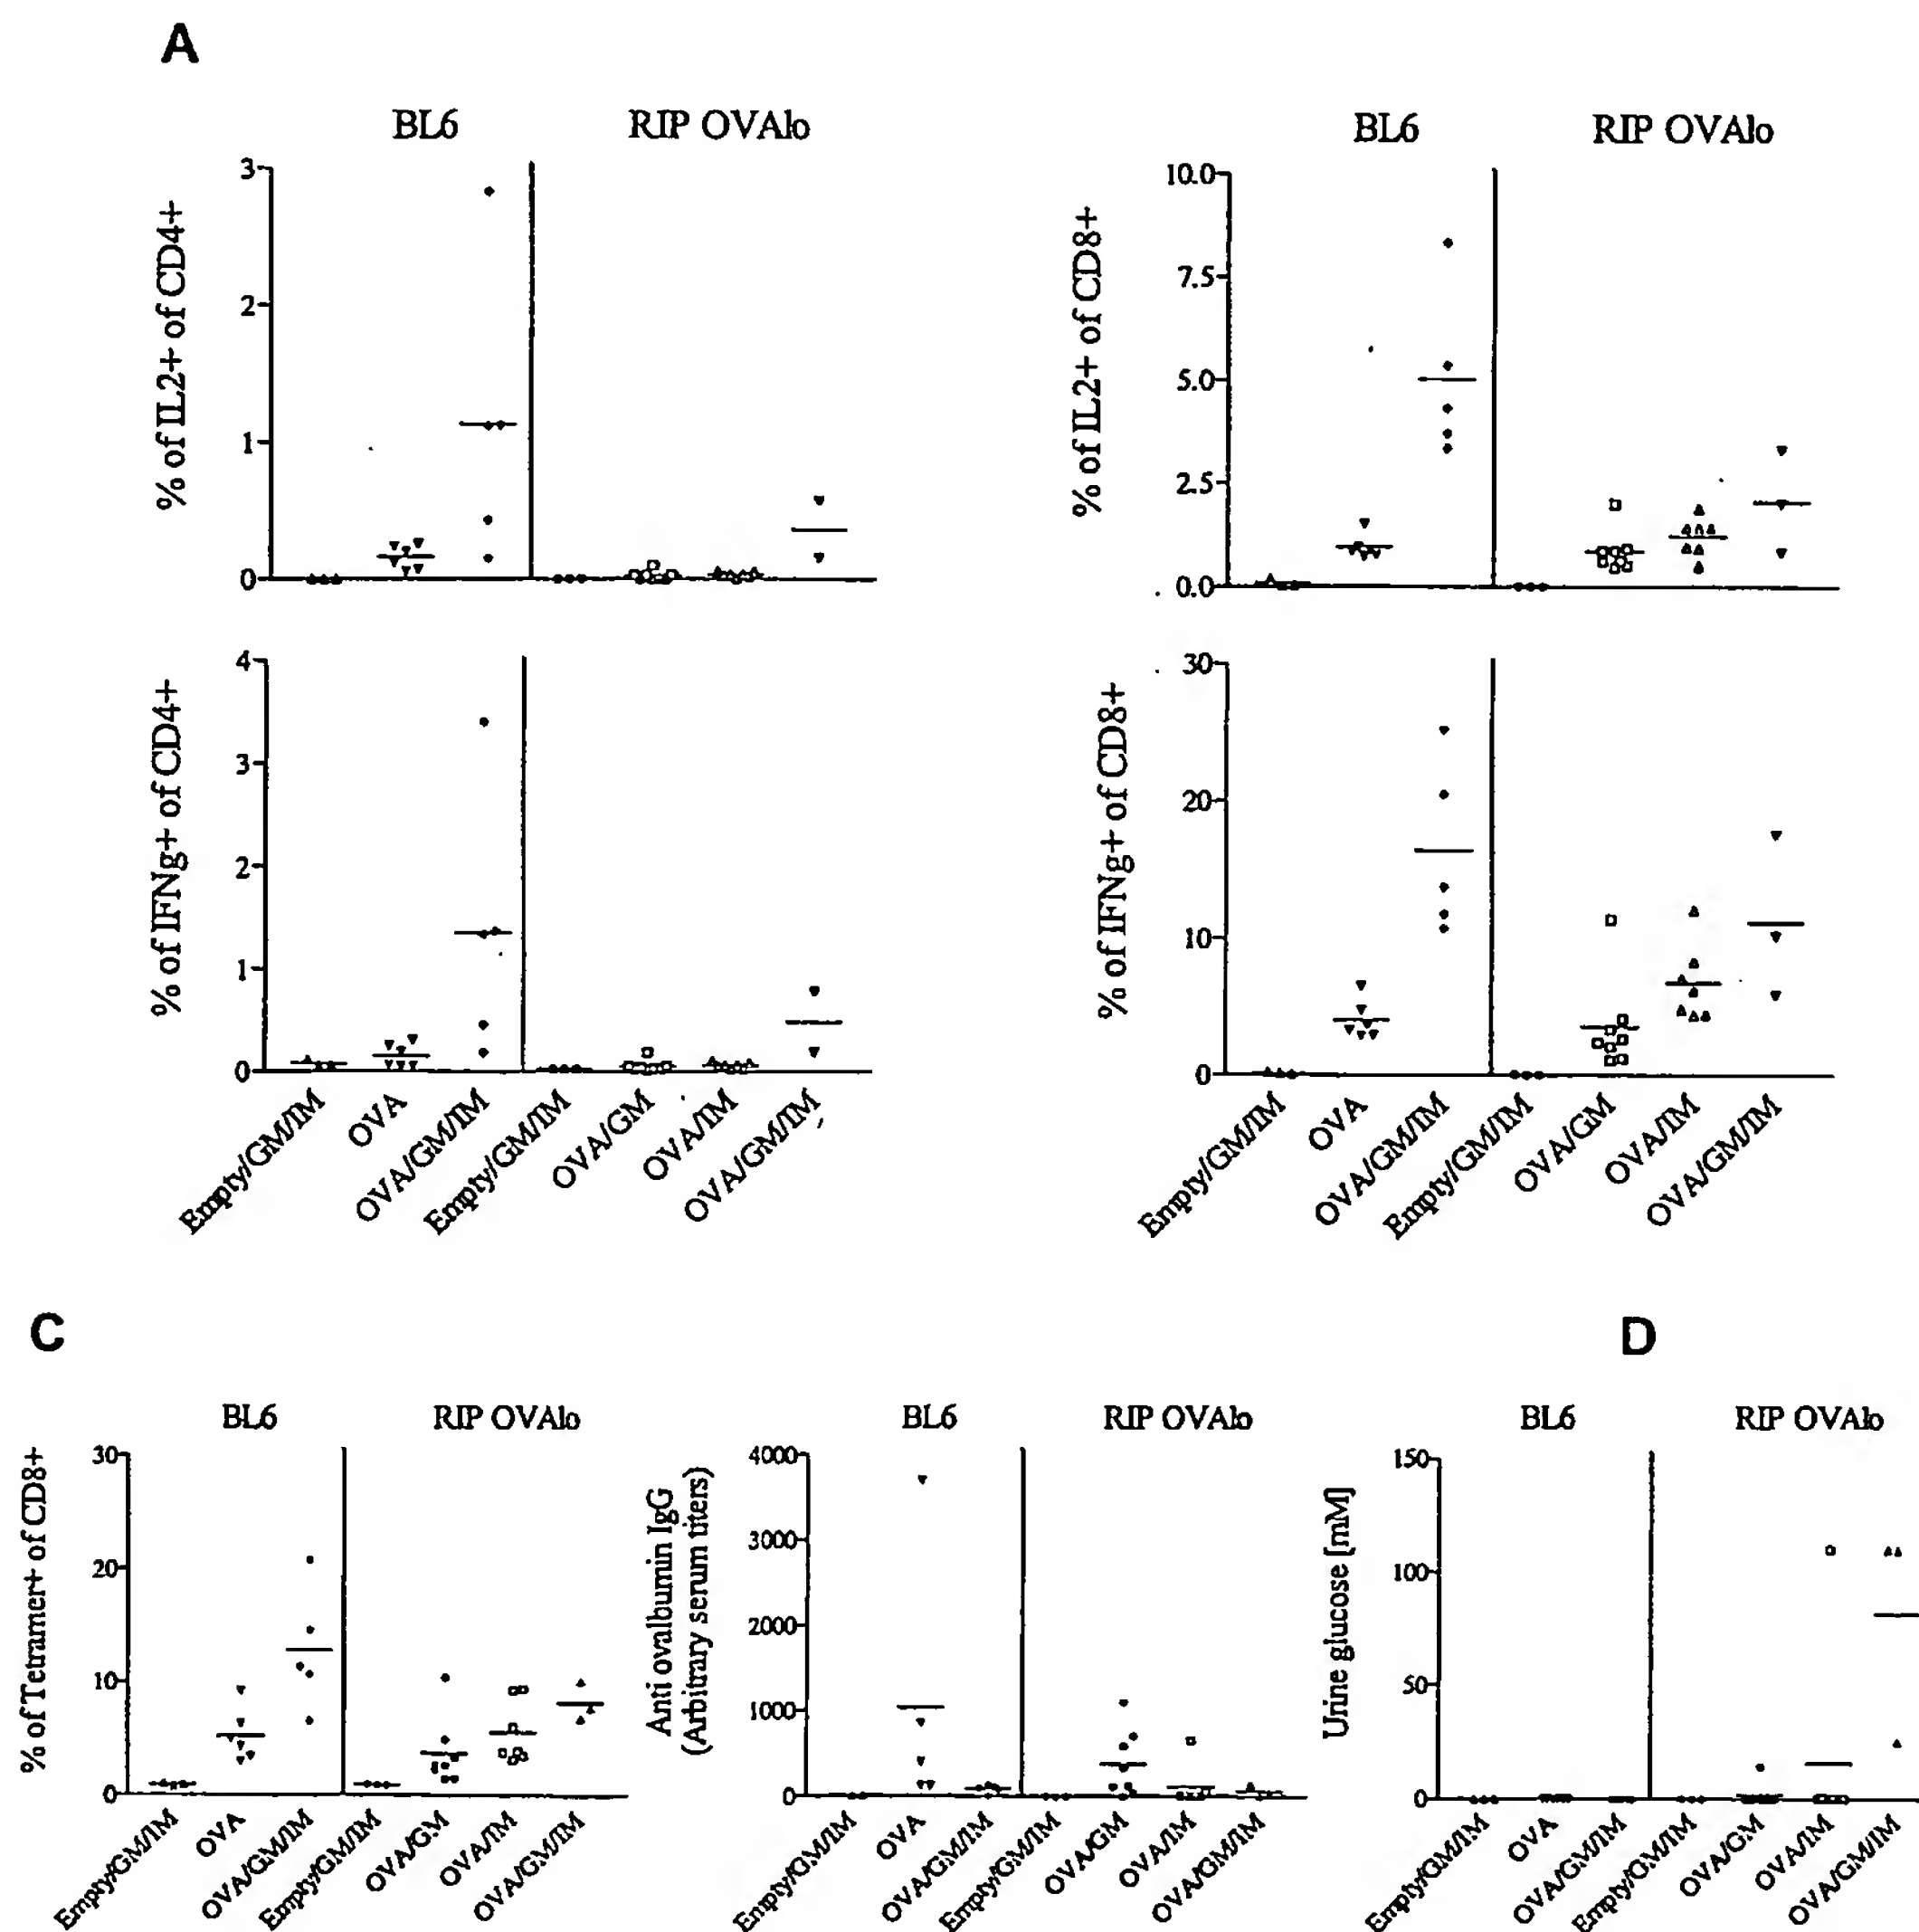 A
BL6 RIP OVAlo
% of IL2+ of CD4+
3
2
1
0
BL6 RIP OVAlo
% of IL2+ of CD8+
10.0
7.5
5.0
2.5
0.0
% of IFNg+ of CD4+
4
3
2
1
0
Empty/GM/IM
OVA
OVA/GM/IM
Empty/GM/IM
OVA/GM
OVA/IM
OVA/GM/IM
% of IFNg+ of CD8+
30
20
10
0
Empty/GM/IM
OVA
OVA/GM/IM
Empty/GM/IM
OVA/GM
OVA/IM
OVA/GM/IM
C
BL6 RIP OVAlo
% of Tetramer+ of CD8+
30
20
10
0
Empty/GM/IM
OVA
OVA/GM/IM
Empty/GM/IM
OVA/GM
OVA/IM
OVA/GM/IM
BL6 RIP OVAlo
Anti ovalbumin IgG
(Arbitrary serum titers)
4000
3000
2000
1000
0
Empty/GM/IM
OVA
OVA/GM/IM
Empty/GM/IM
OVA/GM
OVA/IM
OVA/GM/IM
D
BL6 RIP OVAlo
Urine glucose [mM]
150
100
50
0
Empty/GM/IM
OVA
OVA/GM/IM
Empty/GM/IM
OVA/GM
OVA/IM
OVA/GM/IM